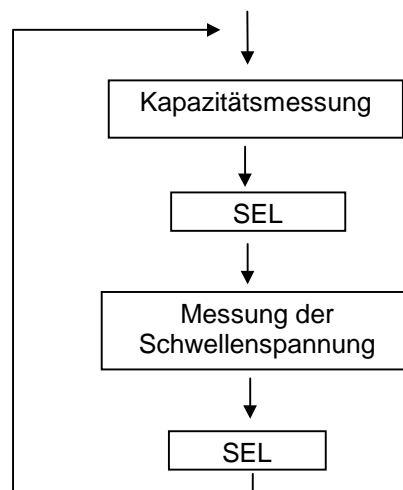 Kapazitätsmessung
SEL
Messung der
Schwellenspannung
SEL